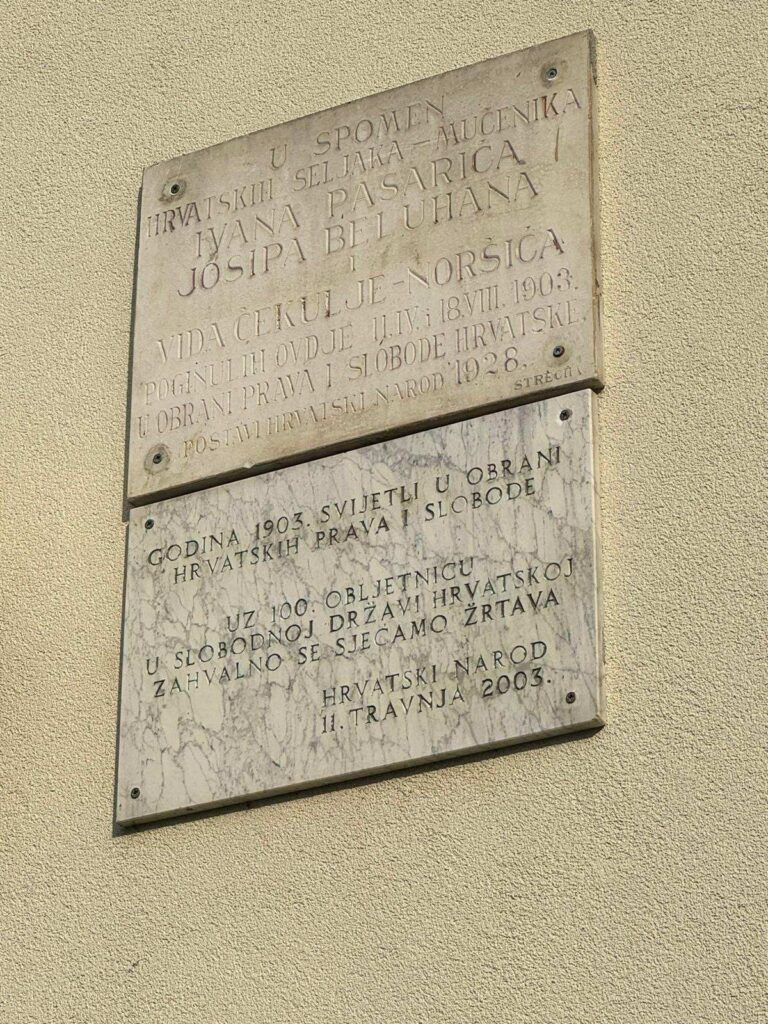 U SPOMEN
HRVATSKIH SELJAKA-MUČENIKA
IVANA PASARIĆA
JOSIPA BELUHANA
I
VIDA ČEKULJE-NORŠIĆA
POGINULIH OVDJE 11.IV. i 18.VIII. 1903.
U OBRANI PRAVA I SLOBODE HRVATSKE.
POSTAVI HRVATSKI NAROD 1928.
GODINA 1903. SVIJETLI U OBRANI
HRVATSKIH PRAVA I SLOBODE
UZ 100. OBLJETNICU
U SLOBODNOJ DRŽAVI HRVATSKOJ
ZAHVALNO SE SJEĆAMO ŽRTAVA
HRVATSKI NAROD
11. TRAVNJA 2003.